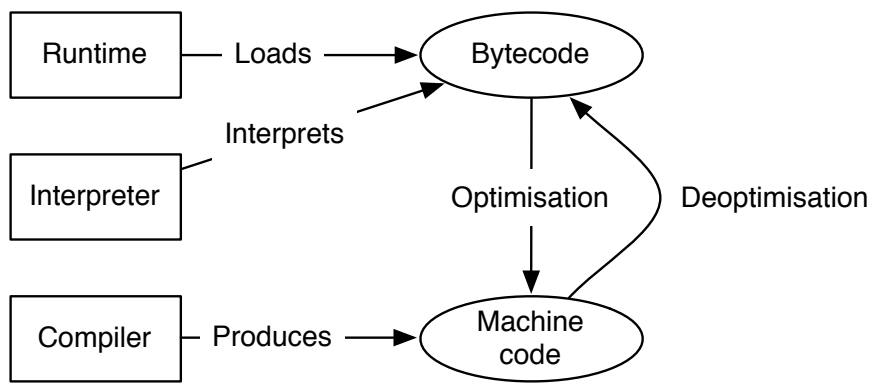 Runtime
Loads
Bytecode
Interprets
Interpreter
Optimisation
Deoptimisation
Compiler
Produces
Machine
code